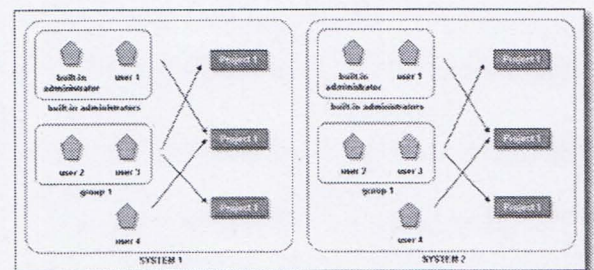 built-in administrator
user 1
built-in administrators
Project 1
user 2
user 3
group 1
Project 1
user 4
Project 1
SYSTEM 1
built-in administrator
user 1
built-in administrators
Project 1
user 2
user 3
group 1
Project 1
user 4
Project 1
SYSTEM 2